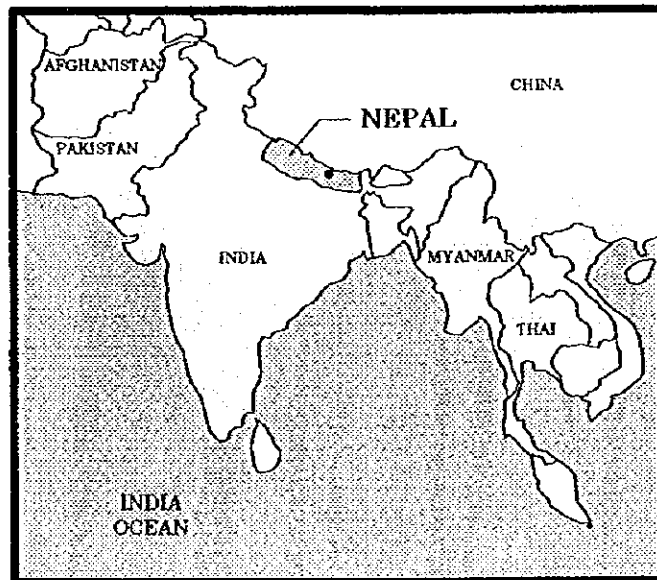 AFGHANISTAN
CHINA
NEPAL
PAKISTAN
INDIA
MYANMAR
THAI
INDIA
OCEAN